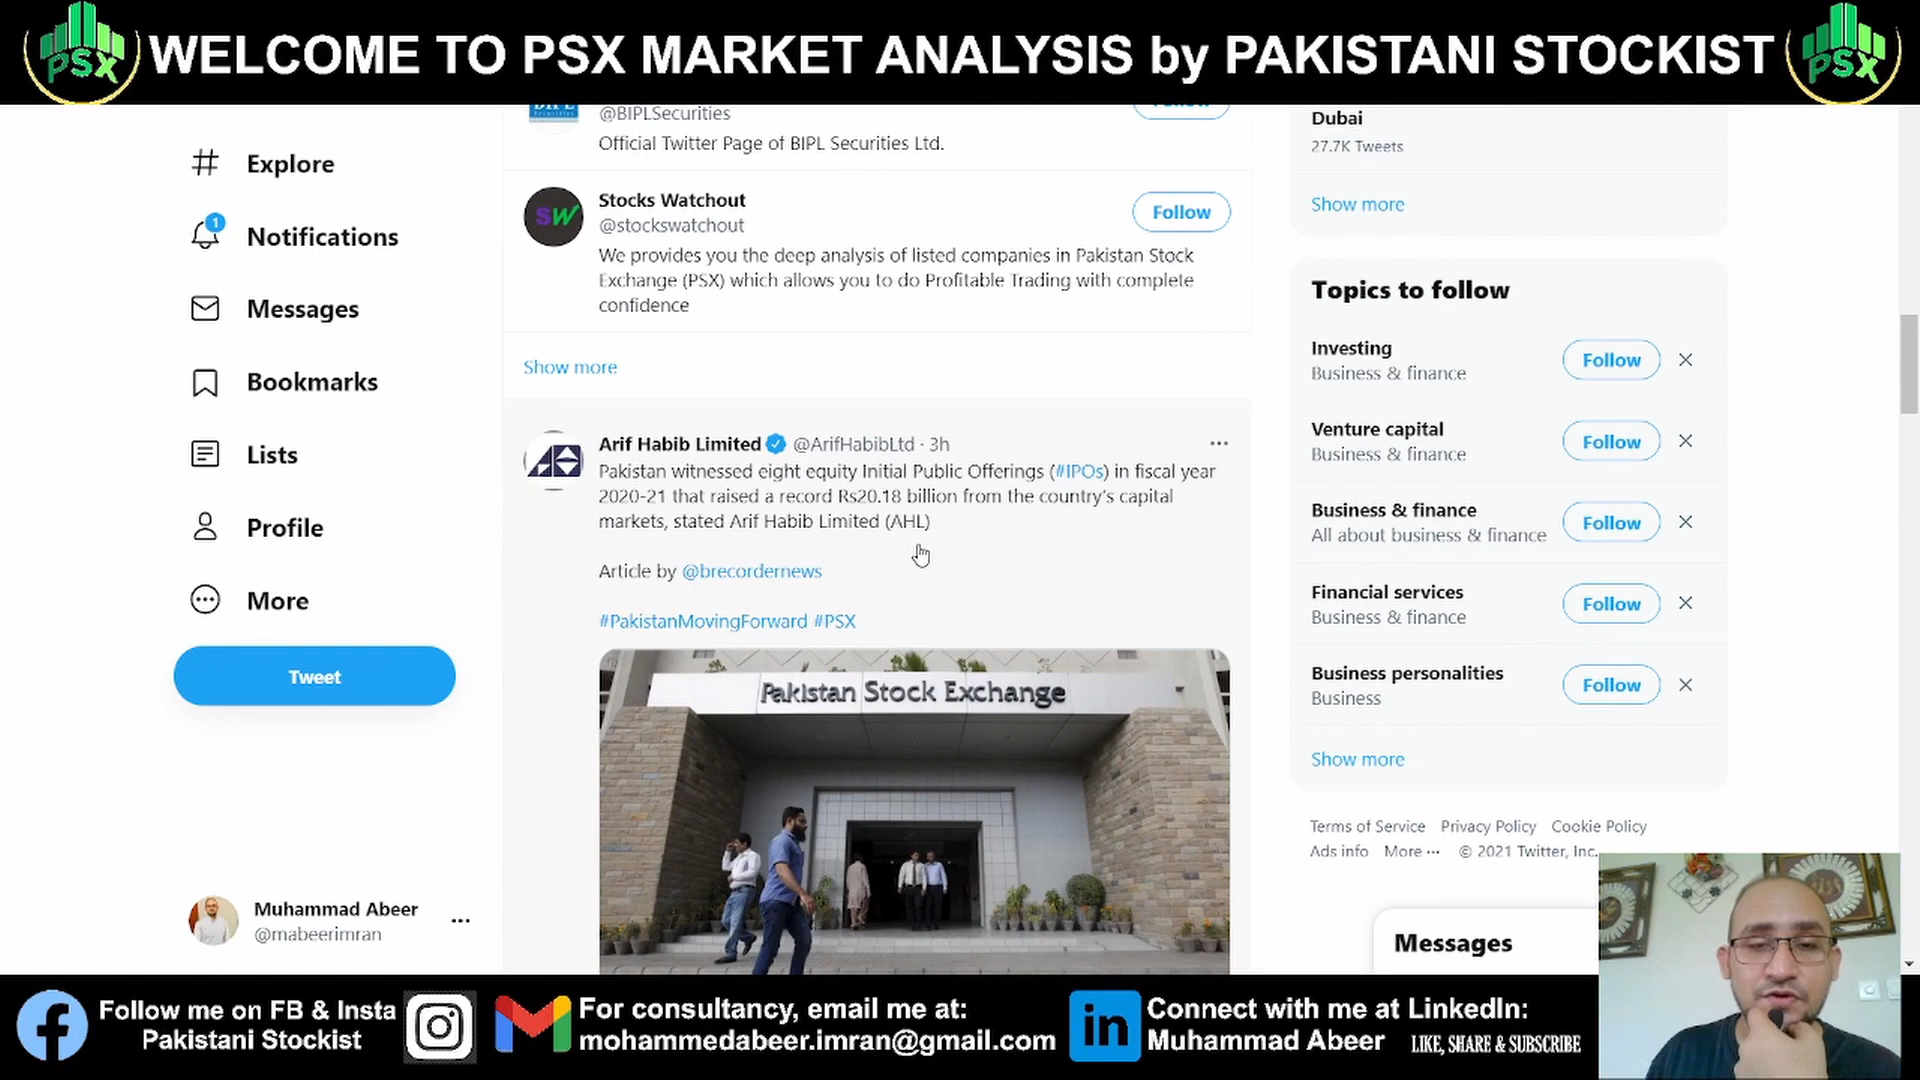 PSX
WELCOME TO PSX MARKET ANALYSIS by PAKISTANI STOCKIST
PSX
Explore
1
Notifications
Messages
Bookmarks
Lists
Profile
More
Tweet
Muhammad Abeer
@mabeerimran
@BIPLSecurities
Official Twitter Page of BIPL Securities Ltd.
SW
Stocks Watchout
@stockswatchout
Follow
We provides you the deep analysis of listed companies in Pakistan Stock
Exchange (PSX) which allows you to do Profitable Trading with complete
confidence
Show more
Arif Habib Limited @ArifHabibLtd · 3h
Pakistan witnessed eight equity Initial Public Offerings (#IPOs) in fiscal year
2020-21 that raised a record Rs20.18 billion from the country's capital
markets, stated Arif Habib Limited (AHL)
Article by @brecordernews
#PakistanMovingForward #PSX
Pakistan Stock Exchange
Dubai
27.7K Tweets
Show more
Topics to follow
Investing
Business & finance
Follow
Venture capital
Business & finance
Follow
Business & finance
All about business & finance
Follow
Financial services
Business & finance
Follow
Business personalities
Business
Follow
Show more
Terms of Service Privacy Policy Cookie Policy
Ads info More ··· © 2021 Twitter, Inc.
Messages
Follow me on FB & Insta
Pakistani Stockist
For consultancy, email me at:
mohammedabeer.imran@gmail.com
in
Connect with me at LinkedIn:
Muhammad Abeer
LIKE, SHARE & SUBSCRIBE